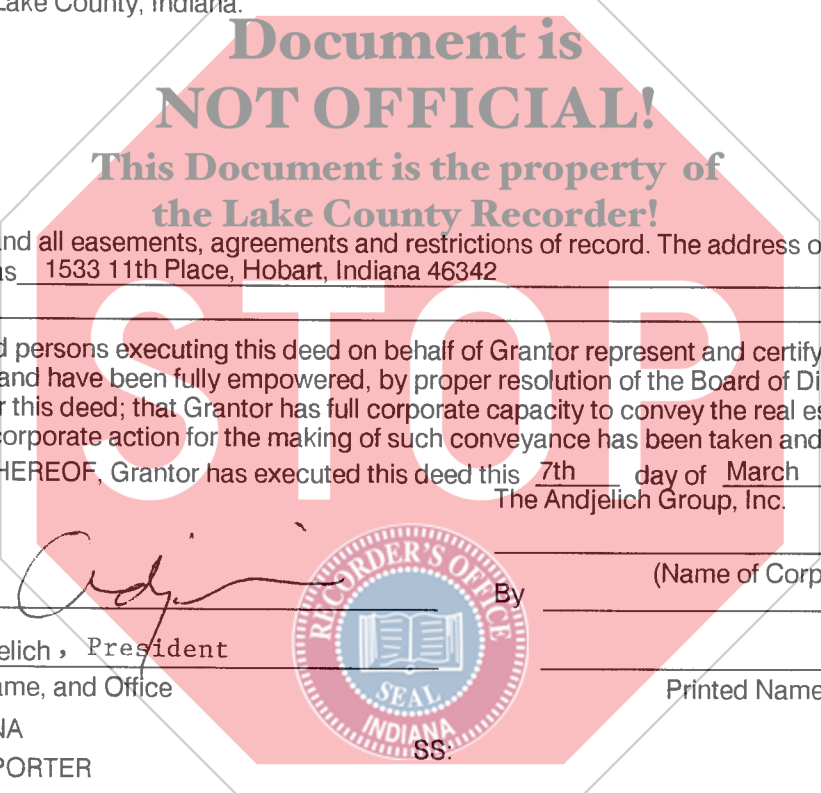 Lake County, Indiana.
Document is
NOT OFFICIAL!
This Document is the property of
the Lake County Recorder!
and all easements, agreements and restrictions of record. The address o
as 1533 11th Place, Hobart, Indiana 46342
STOP
d persons executing this deed on behalf of Grantor represent and certify
and have been fully empowered, by proper resolution of the Board of Di
r this deed; that Grantor has full corporate capacity to convey the real es
corporate action for the making of such conveyance has been taken and
HEREOF, Grantor has executed this deed this 7th day of March
The Andjelich Group, Inc.
(Name of Corp
By
elich, President
ame, and Office
Printed Name
RECORDER'S OFFICE
SEAL
INDIANA
NA
SS:
PORTER